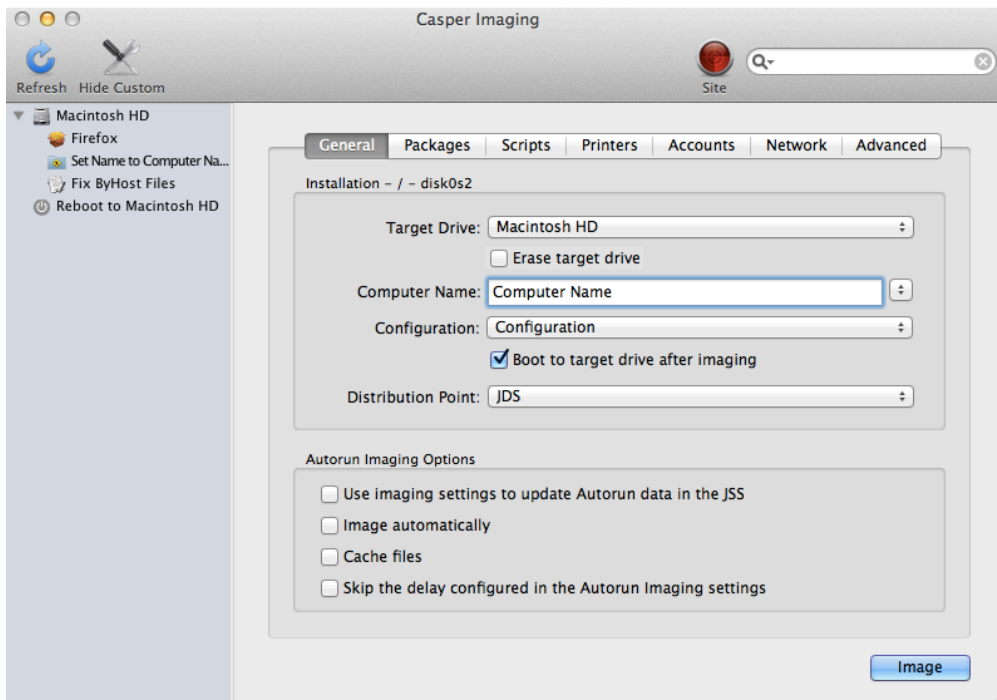 Casper Imaging
Refresh Hide Custom
Site
Macintosh HD
Firefox
Set Name to Computer Na...
Fix ByHost Files
Reboot to Macintosh HD
General Packages Scripts Printers Accounts Network Advanced
Installation - / - disk0s2
Target Drive: Macintosh HD
Erase target drive
Computer Name: Computer Name
Configuration: Configuration
Boot to target drive after imaging
Distribution Point: JDS
Autorun Imaging Options
Use imaging settings to update Autorun data in the JSS
Image automatically
Cache files
Skip the delay configured in the Autorun Imaging settings
Image